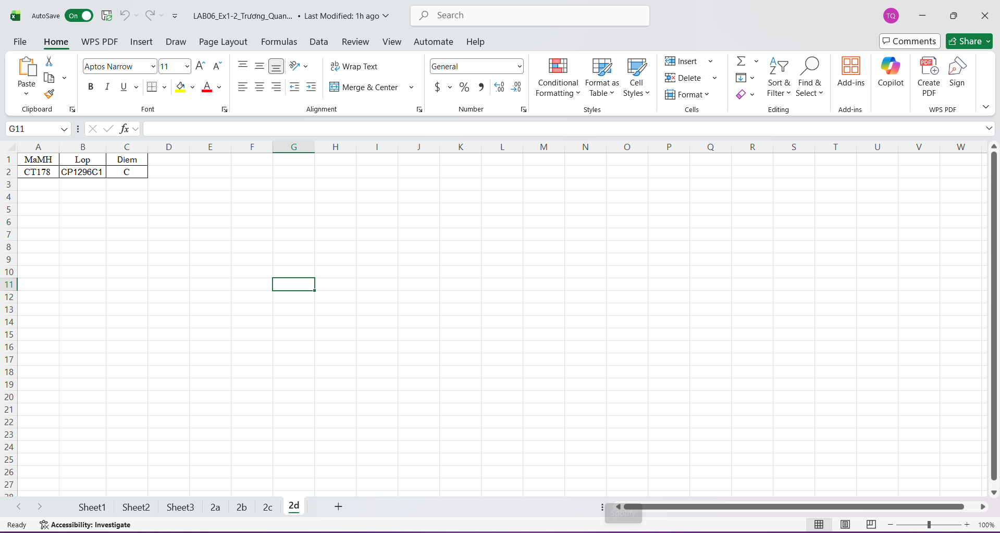 AutoSave On LAB06_Ex1-2_Trương_Quan... • Last Modified: 1h ago Search TQ
File Home WPS PDF Insert Draw Page Layout Formulas Data Review View Automate Help Comments Share
Paste
Clipboard
Aptos Narrow 11
B I U A
Font
Wrap Text
Merge & Center
Alignment
General
$ % 9 .00 .00 0
Number
Conditional Formatting
Format as Table
Cell Styles
Styles
Insert
Delete
Format
Cells
Sort & Filter
Find & Select
Editing
Add-ins
Add-ins
Copilot
Create PDF
Sign
WPS PDF
G11 fx
A B C D E F G H I J K L M N O P Q R S T U V W
1 MaMH Lop Diem
2 CT178 CP1296C1 C
3
4
5
6
7
8
9
10
11
12
13
14
15
16
17
18
19
20
21
22
23
24
25
26
27
28
Sheet1 Sheet2 Sheet3 2a 2b 2c 2d +
Spotify
Ready Accessibility: Investigate 100%